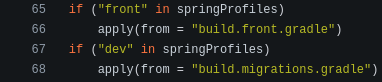 65 if ("front" in springProfiles)
66 apply(from = "build.front.gradle")
67 if ("dev" in springProfiles)
68 apply(from = "build.migrations.gradle")